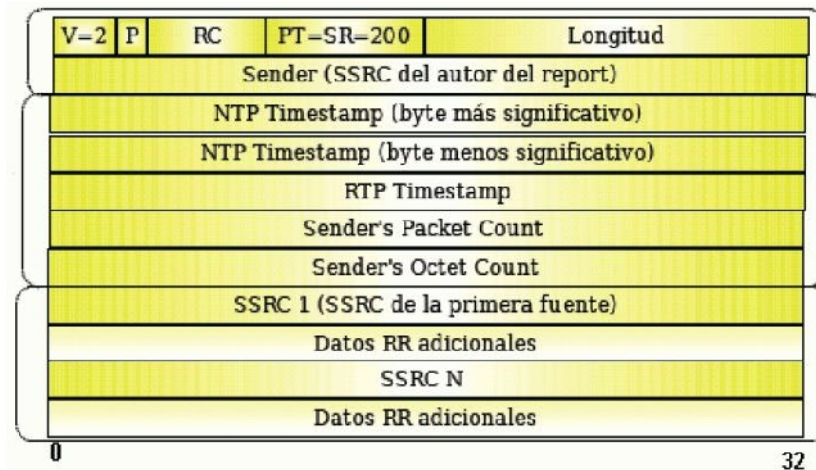 V=2 P RC PT=SR=200 Longitud
Sender (SSRC del autor del report)
NTP Timestamp (byte más significativo)
NTP Timestamp (byte menos significativo)
RTP Timestamp
Sender's Packet Count
Sender's Octet Count
SSRC 1 (SSRC de la primera fuente)
Datos RR adicionales
SSRC N
Datos RR adicionales
0 32